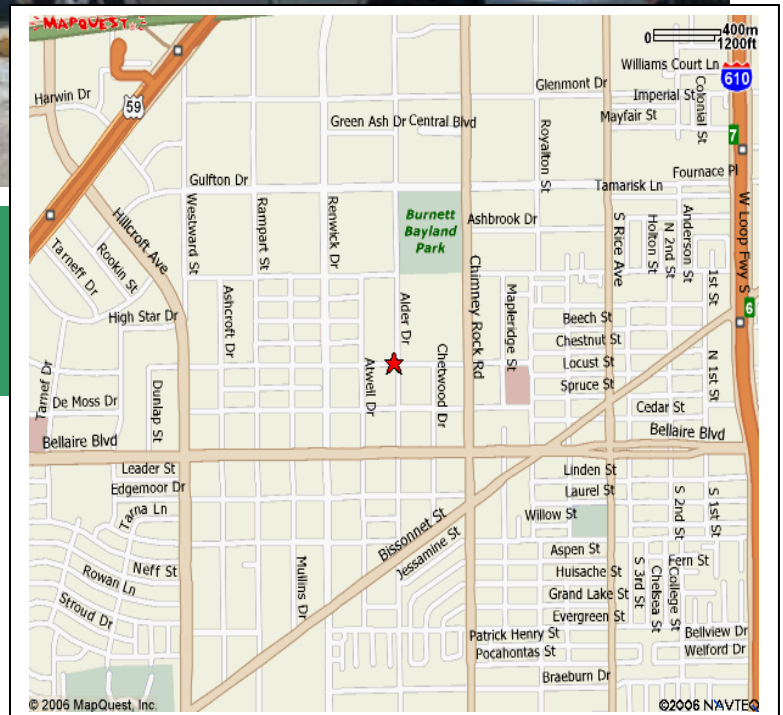 MAPQUEST
0 400m
1200ft
Williams Court Ln
610
Glenmont Dr
Imperial St
Colonial St
Harwin Dr
59
Mayfair St
Green Ash Dr
Central Blvd
Royalton St
7
Fournace Pl
Gulfton Dr
Tamarisk Ln
W Loop Fwy S
Hillcroft Ave
Westward St
Rampart St
Renwick Dr
Burnett
Bayland
Park
Ashbrook Dr
S Rice Ave
Holton St
N 2nd St
Anderson St
Tarneff Dr
Rookin St
Chimney Rock Rd
1st St
Ashcroft Dr
Alder Dr
Mapleridge St
6
High Star Dr
Beech St
Chestnut St
Tarnef Dr
Atwell Dr
Chetwood Dr
Locust St
N 1st St
Spruce St
De Moss Dr
Dunlap St
Cedar St
Bellaire Blvd
Bellaire Blvd
Leader St
Linden St
Edgemoor Dr
Laurel St
S 2nd St
S 1st St
Tarna Ln
Willow St
Bissonnet St
Jessamine St
Aspen St
Neff St
Mullins Dr
Huisache St
S 3rd St
Chelsea St
College St
Fern St
Rowan Ln
Grand Lake St
Stroud Dr
Evergreen St
Patrick Henry St
Bellview Dr
Pocahontas St
Welford Dr
Braeburn Dr
© 2006 MapQuest, Inc.
©2006 NAVTEQ